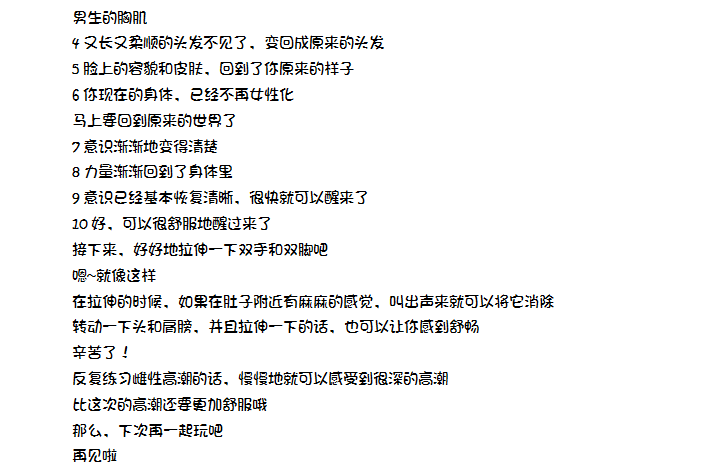 男生的胸肌
4 又长又柔顺的头发不见了，变回成原来的头发
5 脸上的容貌和皮肤，回到了你原来的样子
6 你现在的身体，已经不再女性化
马上要回到原来的世界了
7 意识渐渐地变得清楚
8 力量渐渐回到了身体里
9 意识已经基本恢复清晰，很快就可以醒来了
10 好，可以很舒服地醒过来了
接下来，好好地拉伸一下双手和双脚吧
嗯~就像这样
在拉伸的时候，如果在肚子附近有麻麻的感觉，叫出声来就可以将它消除
转动一下头和肩膀，并且拉伸一下的话，也可以让你感到舒畅
辛苦了！
反复练习雌性高潮的话，慢慢地就可以感受到很深的高潮
比这次的高潮还要更加舒服哦
那么，下次再一起玩吧
再见啦